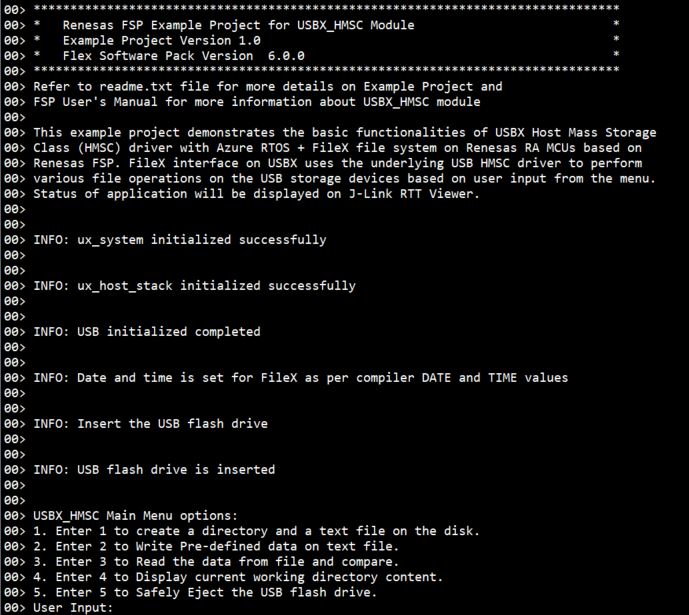 00> **********************************************************************************
00> *   Renesas FSP Example Project for USBX_HMSC Module                            *
00> *   Example Project Version 1.0                                                 *
00> *   Flex Software Pack Version  6.0.0                                           *
00> **********************************************************************************
00> Refer to readme.txt file for more details on Example Project and
00> FSP User's Manual for more information about USBX_HMSC module
00>
00> This example project demonstrates the basic functionalities of USBX Host Mass Storage
00> Class (HMSC) driver with Azure RTOS + FileX file system on Renesas RA MCUs based on
00> Renesas FSP. FileX interface on USBX uses the underlying USB HMSC driver to perform
00> various file operations on the USB storage devices based on user input from the menu.
00> Status of application will be displayed on J-Link RTT Viewer.
00>
00>
00> INFO: ux_system initialized successfully
00>
00>
00> INFO: ux_host_stack initialized successfully
00>
00>
00> INFO: USB initialized completed
00>
00>
00> INFO: Date and time is set for FileX as per compiler DATE and TIME values
00>
00>
00> INFO: Insert the USB flash drive
00>
00>
00> INFO: USB flash drive is inserted
00>
00>
00> USBX_HMSC Main Menu options:
00> 1. Enter 1 to create a directory and a text file on the disk.
00> 2. Enter 2 to Write Pre-defined data on text file.
00> 3. Enter 3 to Read the data from file and compare.
00> 4. Enter 4 to Display current working directory content.
00> 5. Enter 5 to Safely Eject the USB flash drive.
00> User Input: